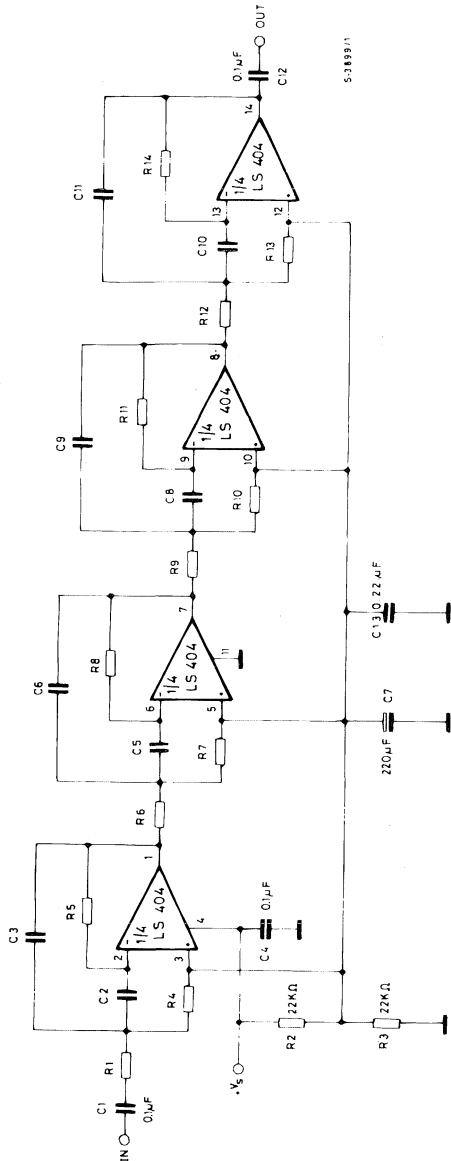 IN
C1
0.1µF
R1
C2
R4
C3
R5
2
3
1/4
LS 404
-
1
4
C4
0.1µF
+Vs
R2
22KΩ
R3
22KΩ
R6
C5
R7
C6
R8
6
5
1/4
LS 404
-
7
11
C7
220µF
C13 0.22µF
R9
C8
R10
C9
R11
9
10
1/4
LS 404
-
8
R12
C10
R13
C11
R14
13
12
1/4
LS 404
-
14
0.1µF
C12
OUT
S-3899/1